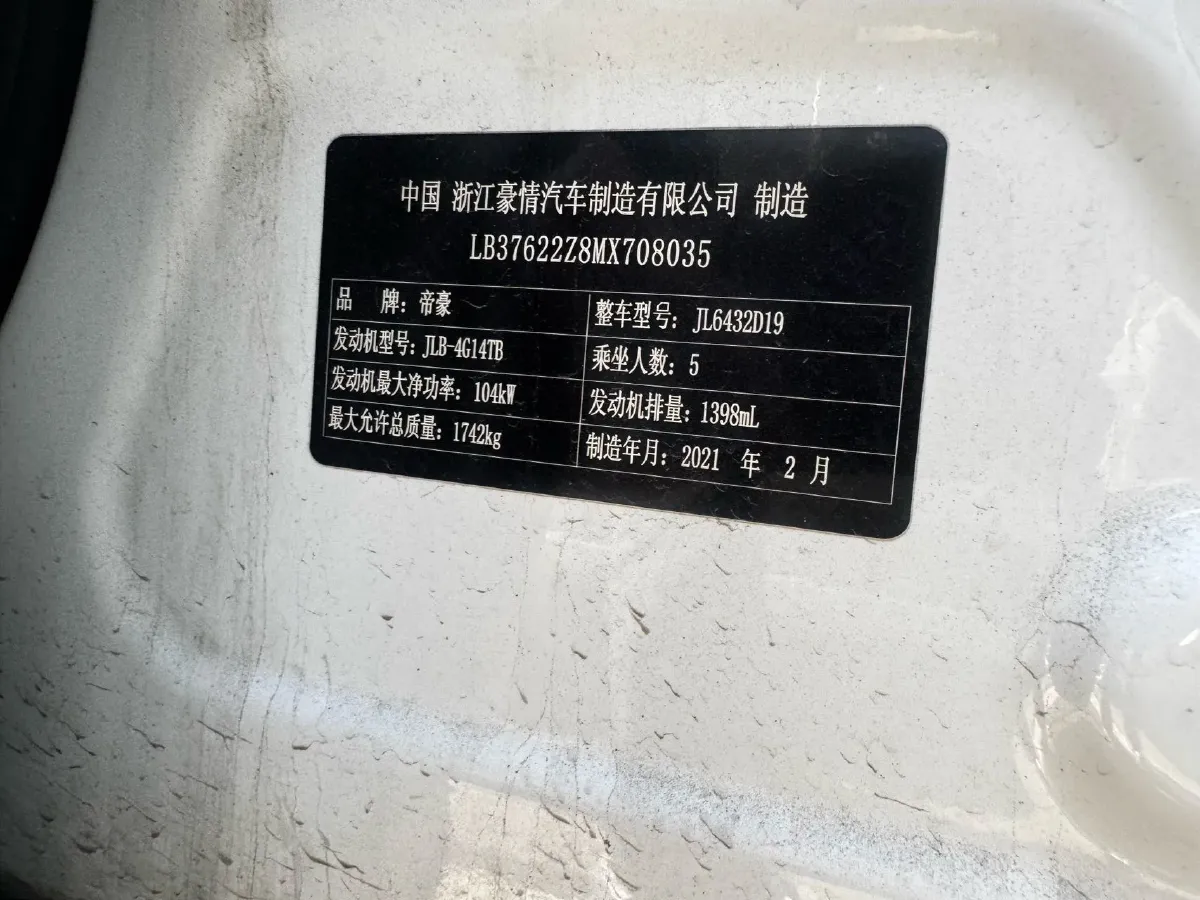 中国 浙江豪情汽车制造有限公司 制造
LB37622Z8MX708035
品 牌：帝豪 整车型号：JL6432D19
发动机型号：JLB-4G14TB 乘坐人数：5
发动机最大净功率：104kW 发动机排量：1398mL
最大允许总质量：1742kg 制造年月：2021 年 2 月